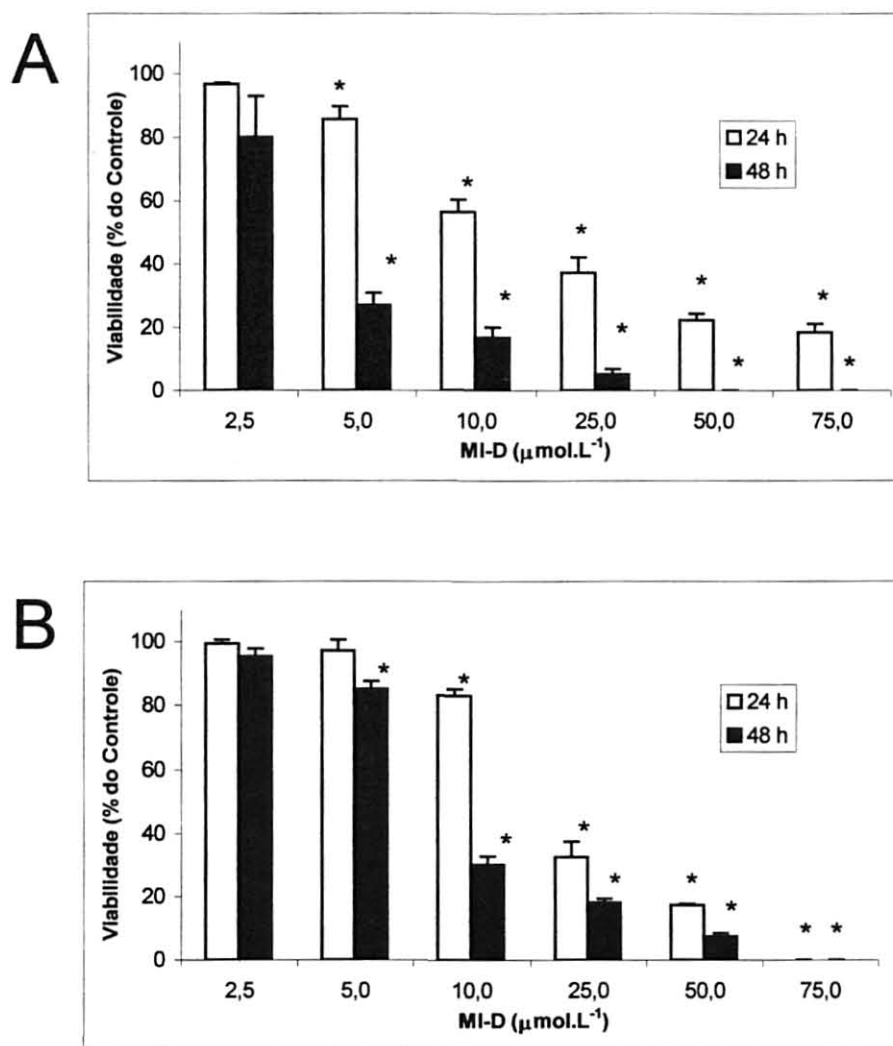 A
Viabilidade (% do Controle)
100
80
60
40
20
0
* * * * * * * * * *
24 h
48 h
2,5 5,0 10,0 25,0 50,0 75,0
MI-D (μmol.L⁻¹)
B
Viabilidade (% do Controle)
100
80
60
40
20
0
* * * * * * * * *
24 h
48 h
2,5 5,0 10,0 25,0 50,0 75,0
MI-D (μmol.L⁻¹)